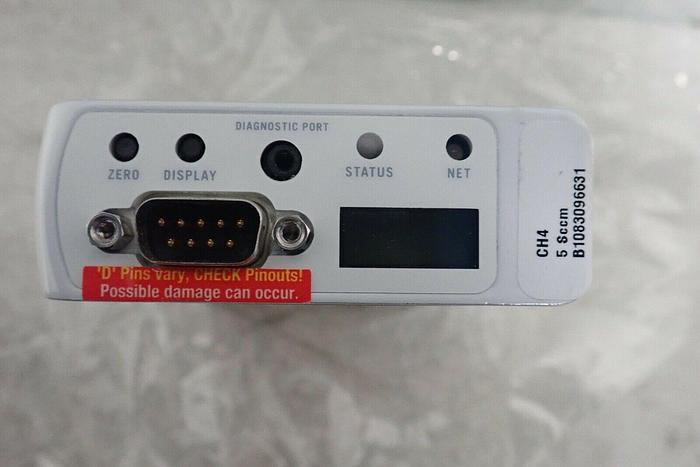 DIAGNOSTIC PORT
ZERO
DISPLAY
STATUS
NET
'D' Pins vary, CHECK Pinouts!
Possible damage can occur.
CH4
5 Sccm
B1083096631